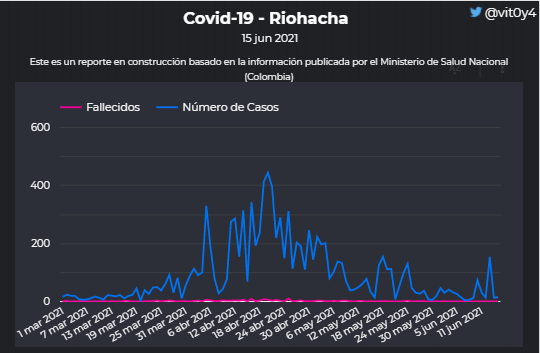 Covid-19 - Riohacha
@vit0y4
15 jun 2021
Este es un reporte en construcción basado en la información publicada por el Ministerio de Salud Nacional
(Colombia)
Fallecidos
Número de Casos
600
400
200
0
1 mar 2021
7 mar 2021
13 mar 2021
19 mar 2021
25 mar 2021
31 mar 2021
6 abr 2021
12 abr 2021
18 abr 2021
24 abr 2021
30 abr 2021
6 may 2021
12 may 2021
18 may 2021
24 may 2021
30 may 2021
5 jun 2021
11 jun 2021